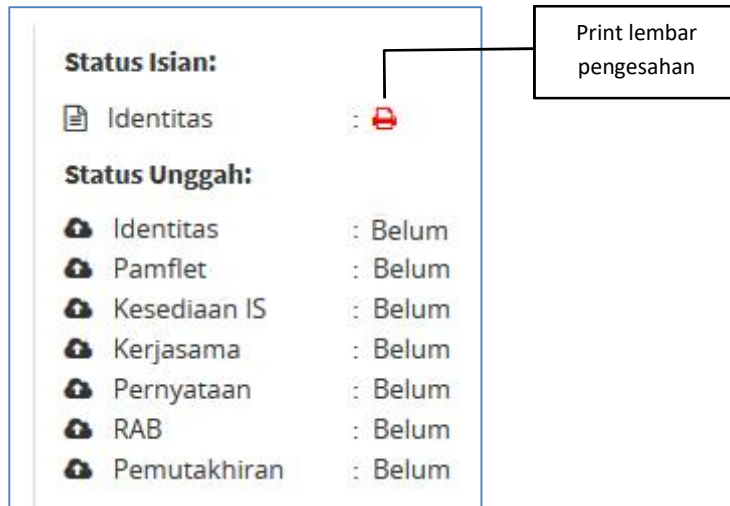 Print lembar
pengesahan
Status Isian:
Identitas :
Status Unggah:
Identitas : Belum
Pamflet : Belum
Kesediaan IS : Belum
Kerjasama : Belum
Pernyataan : Belum
RAB : Belum
Pemutakhiran : Belum